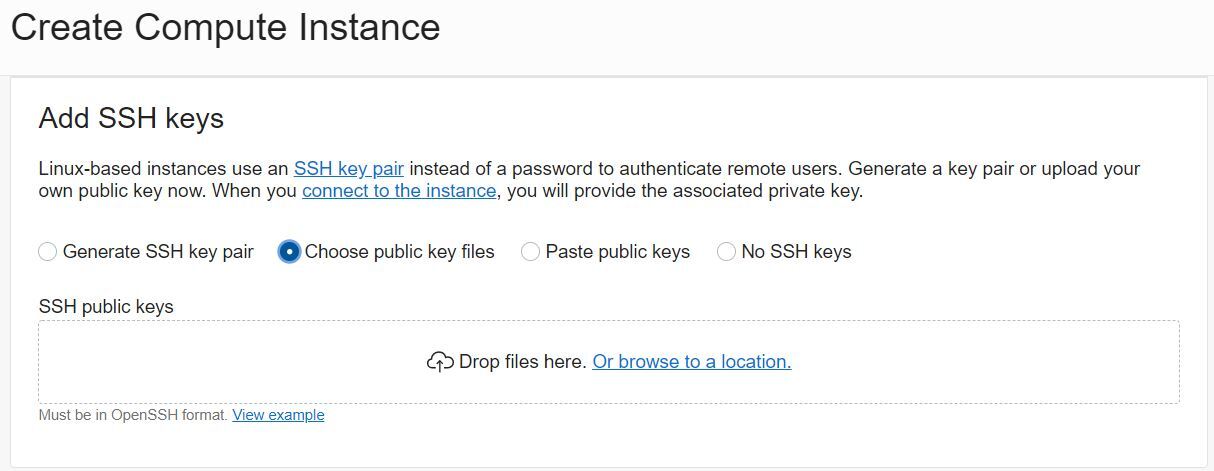 Create Compute Instance
Add SSH keys
Linux-based instances use an SSH key pair instead of a password to authenticate remote users. Generate a key pair or upload your
own public key now. When you connect to the instance, you will provide the associated private key.
Generate SSH key pair Choose public key files Paste public keys No SSH keys
SSH public keys
Drop files here. Or browse to a location.
Must be in OpenSSH format. View example